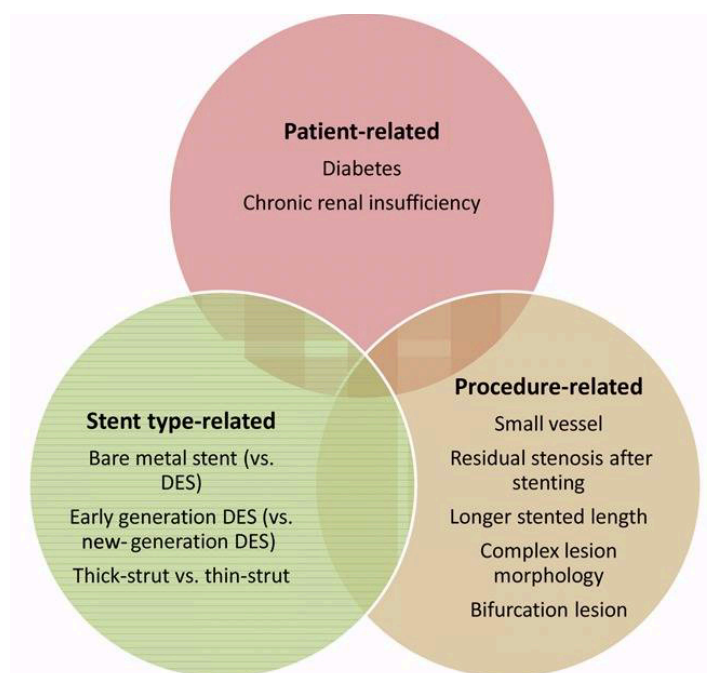 Patient-related
Diabetes
Chronic renal insufficiency
Stent type-related
Bare metal stent (vs.
DES)
Early generation DES (vs.
new-generation DES)
Thick-strut vs. thin-strut
Procedure-related
Small vessel
Residual stenosis after
stenting
Longer stented length
Complex lesion
morphology
Bifurcation lesion